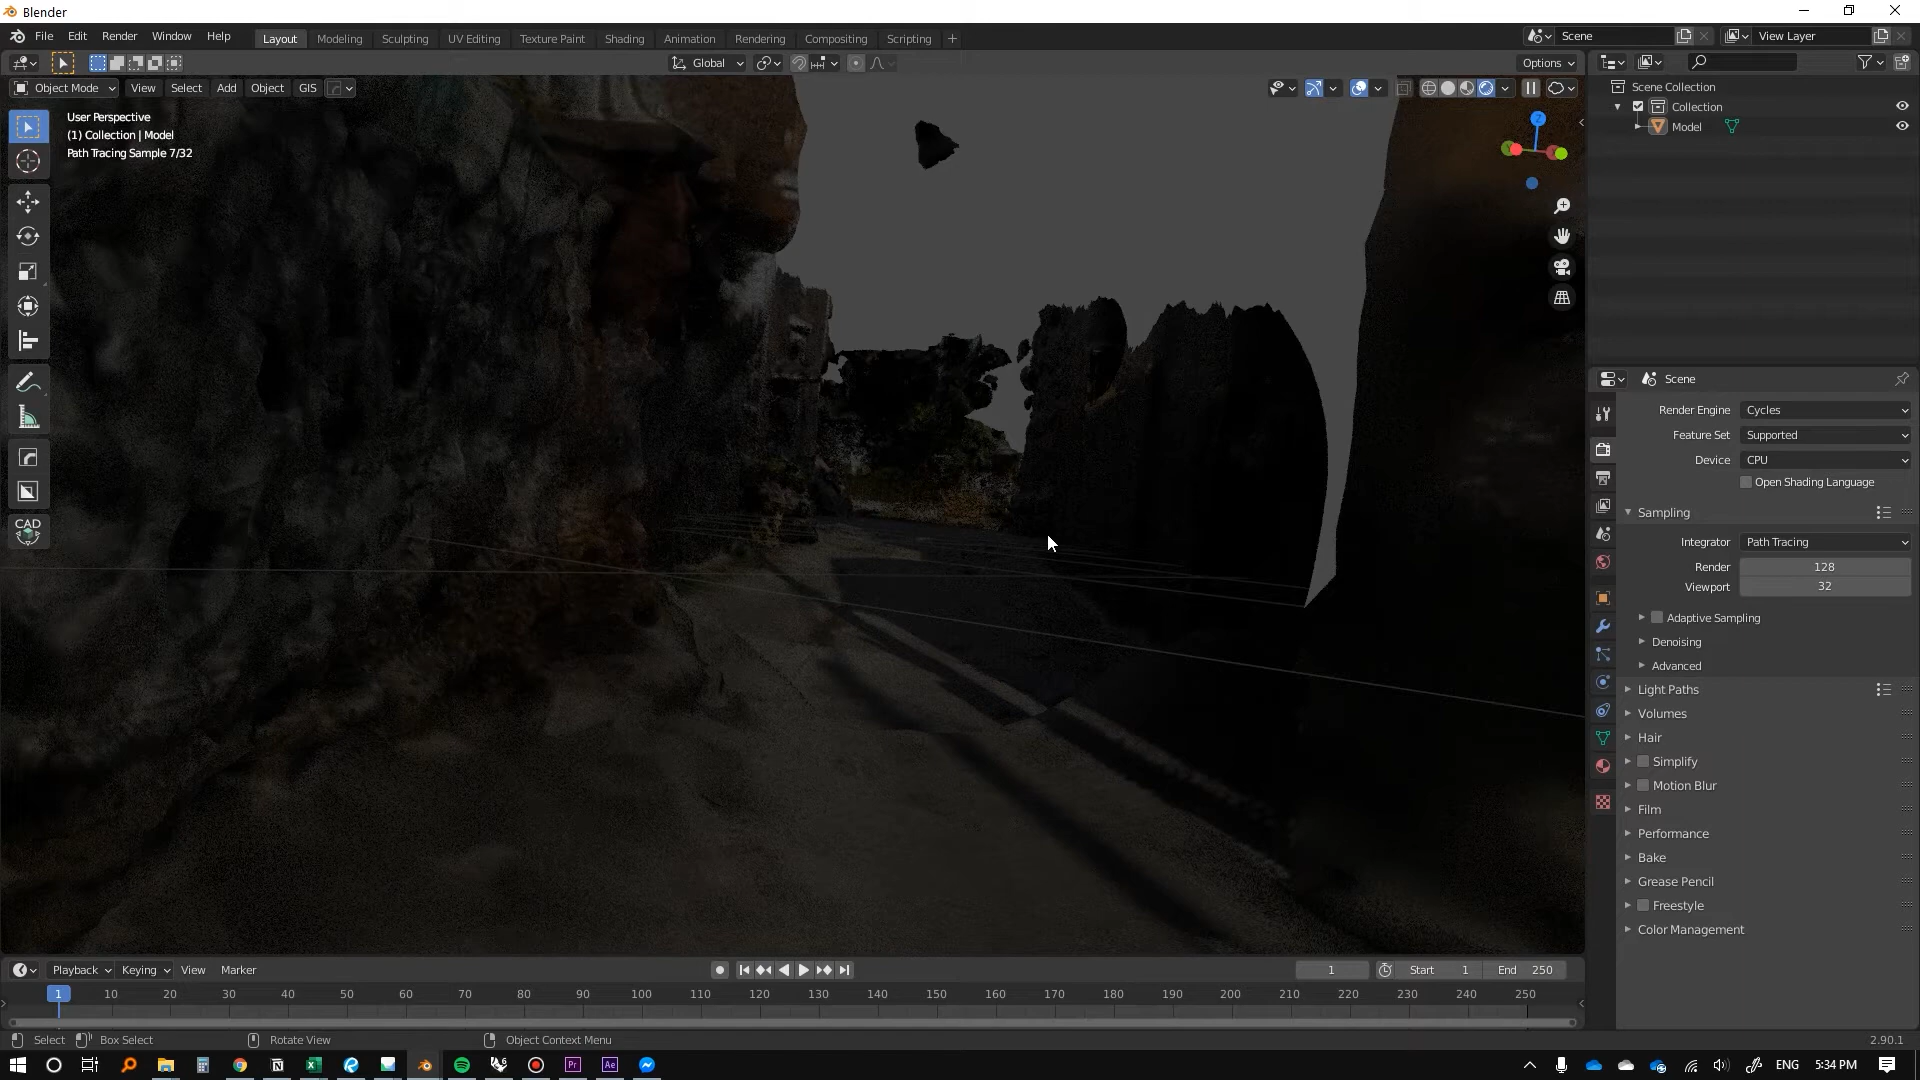 Blender
File Edit Render Window Help
Layout Modeling Sculpting UV Editing Texture Paint Shading Animation Rendering Compositing Scripting +
Scene
View Layer
Global
Options
Object Mode View Select Add Object GIS
User Perspective
(1) Collection | Model
Path Tracing Sample 7/32
Z
CAD
Scene Collection
Collection
Model
Scene
Render Engine Cycles
Feature Set Supported
Device CPU
Open Shading Language
Sampling
Integrator Path Tracing
Render 128
Viewport 32
Adaptive Sampling
Denoising
Advanced
Light Paths
Volumes
Hair
Simplify
Motion Blur
Film
Performance
Bake
Grease Pencil
Freestyle
Color Management
Playback Keying View Marker
1 Start 1 End 250
1 10 20 30 40 50 60 70 80 90 100 110 120 130 140 150 160 170 180 190 200 210 220 230 240 250
Select Box Select Rotate View Object Context Menu
2.90.1
Pr Ae ENG 5:34 PM